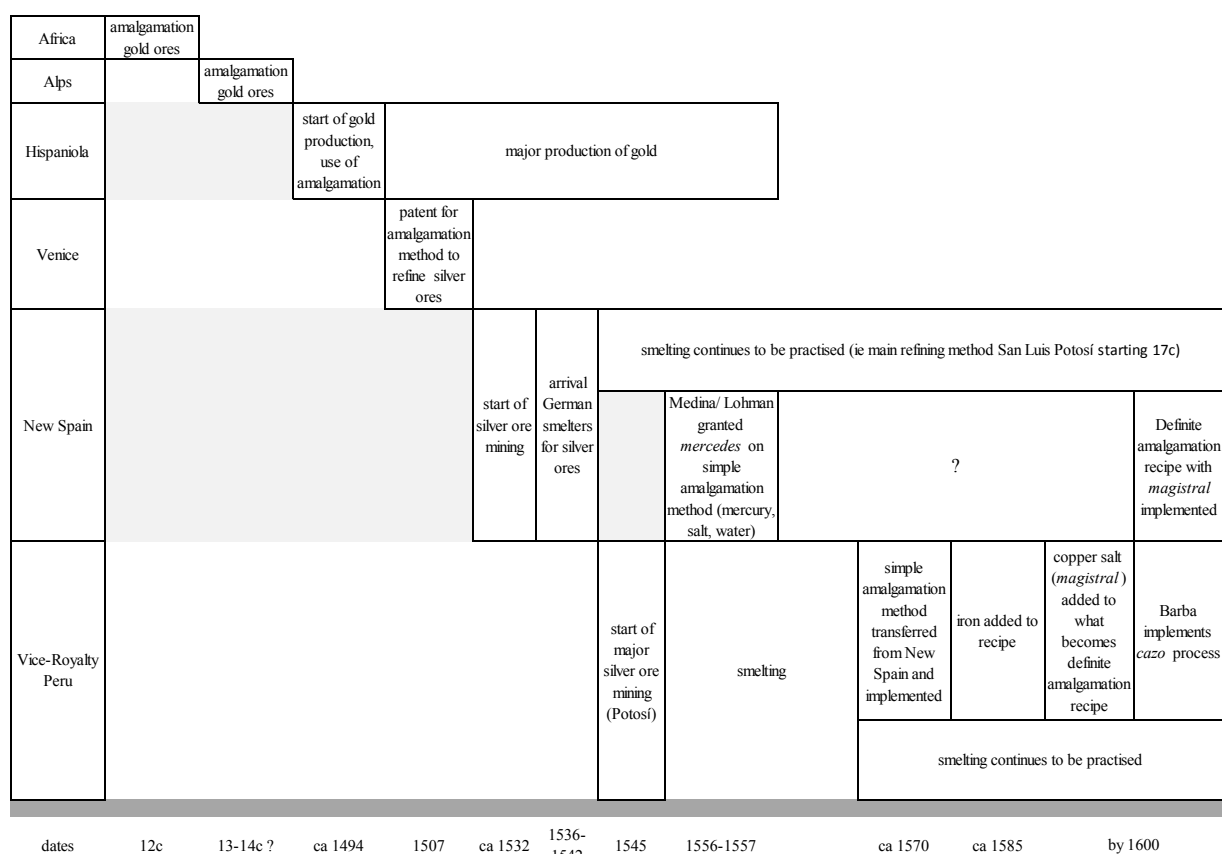 Africa
amalgamation
gold ores
Alps
amalgamation
gold ores
Hispaniola
start of gold
production,
use of
amalgamation
major production of gold
Venice
patent for
amalgamation
method to
refine silver
ores
New Spain
start of
silver ore
mining
arrival
German
smelters
for silver
ores
smelting continues to be practised (ie main refining method San Luis Potosí starting 17c)
Medina/ Lohman
granted
mercedes on
simple
amalgamation
method (mercury,
salt, water)
?
Definite
amalgamation
recipe with
magistral
implemented
Vice-Royalty
Peru
start of
major
silver ore
mining
(Potosí)
smelting
simple
amalgamation
method
transferred
from New
Spain and
implemented
iron added to
recipe
copper salt
(magistral)
added to
what
becomes
definite
amalgamation
recipe
Barba
implements
cazo process
smelting continues to be practised
dates 12c 13-14c ? ca 1494 1507 ca 1532 1536-
1545 1556-1557 ca 1570 ca 1585 by 1600